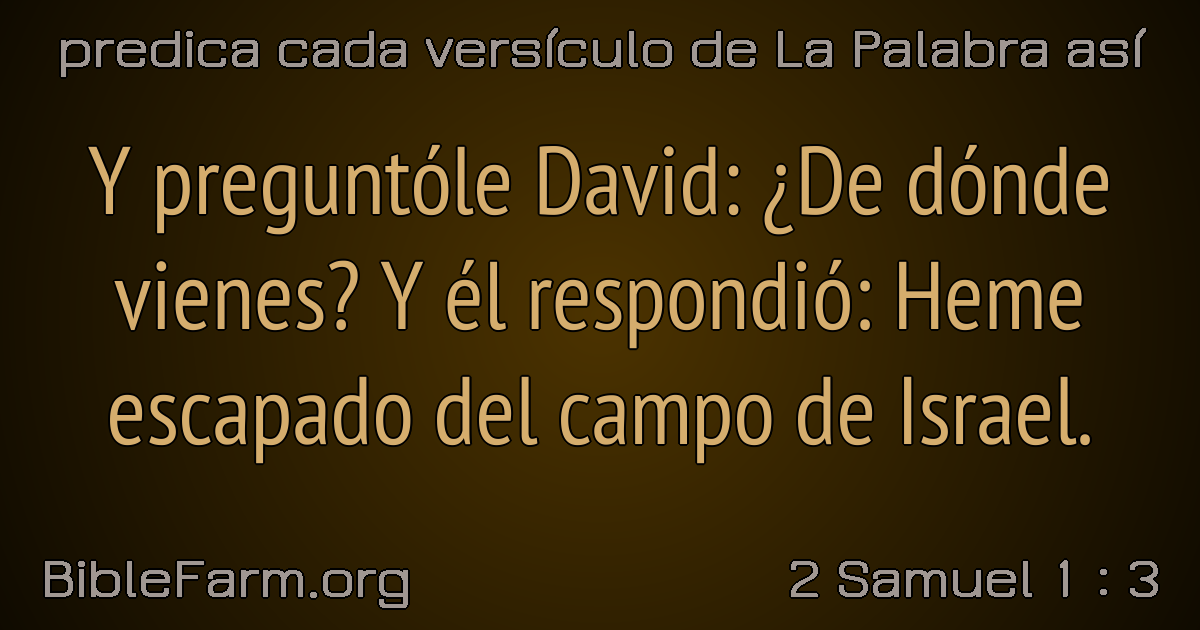 predica cada versículo de La Palabra así
Y preguntóle David: ¿De dónde
vienes? Y él respondió: Heme
escapado del campo de Israel.
BibleFarm.org
2 Samuel 1 : 3